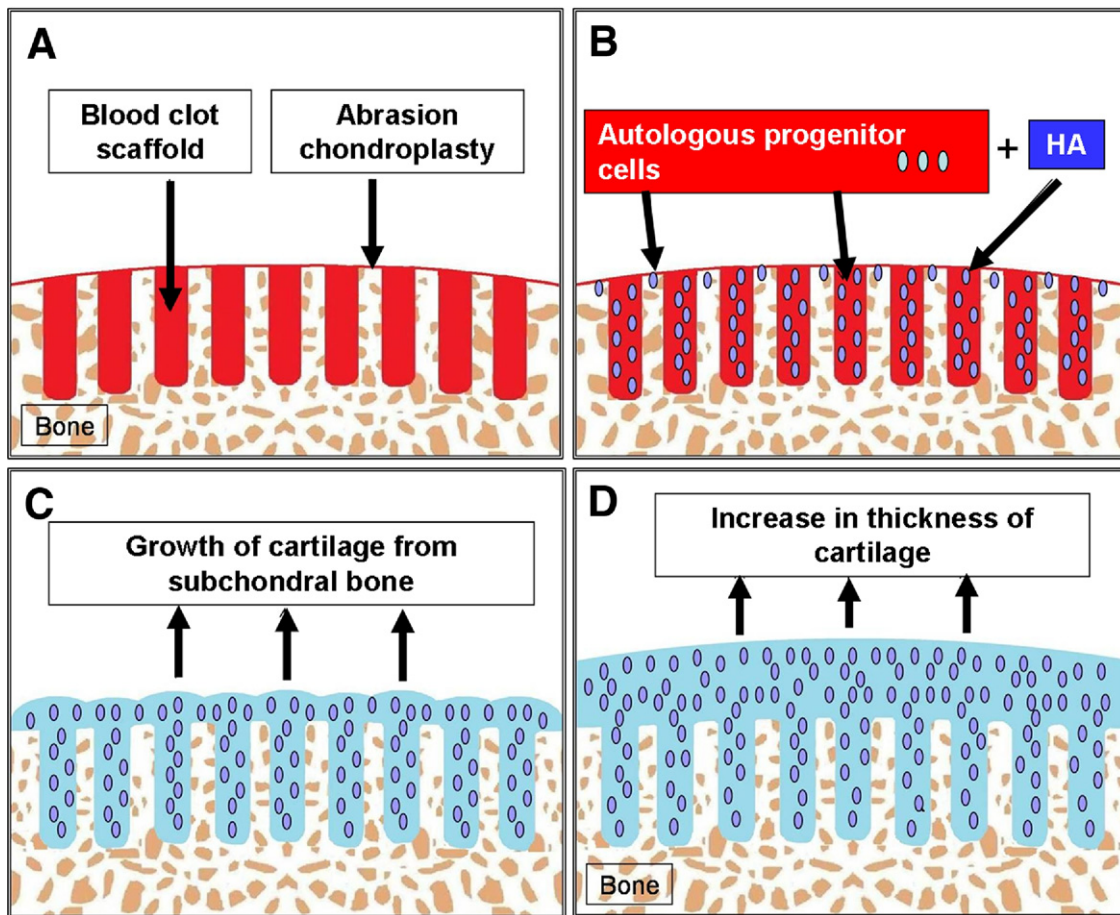 A
Blood clot
scaffold
Abrasion
chondroplasty
Bone
B
Autologous progenitor
cells
+
HA
C
Growth of cartilage from
subchondral bone
D
Increase in thickness of
cartilage
Bone